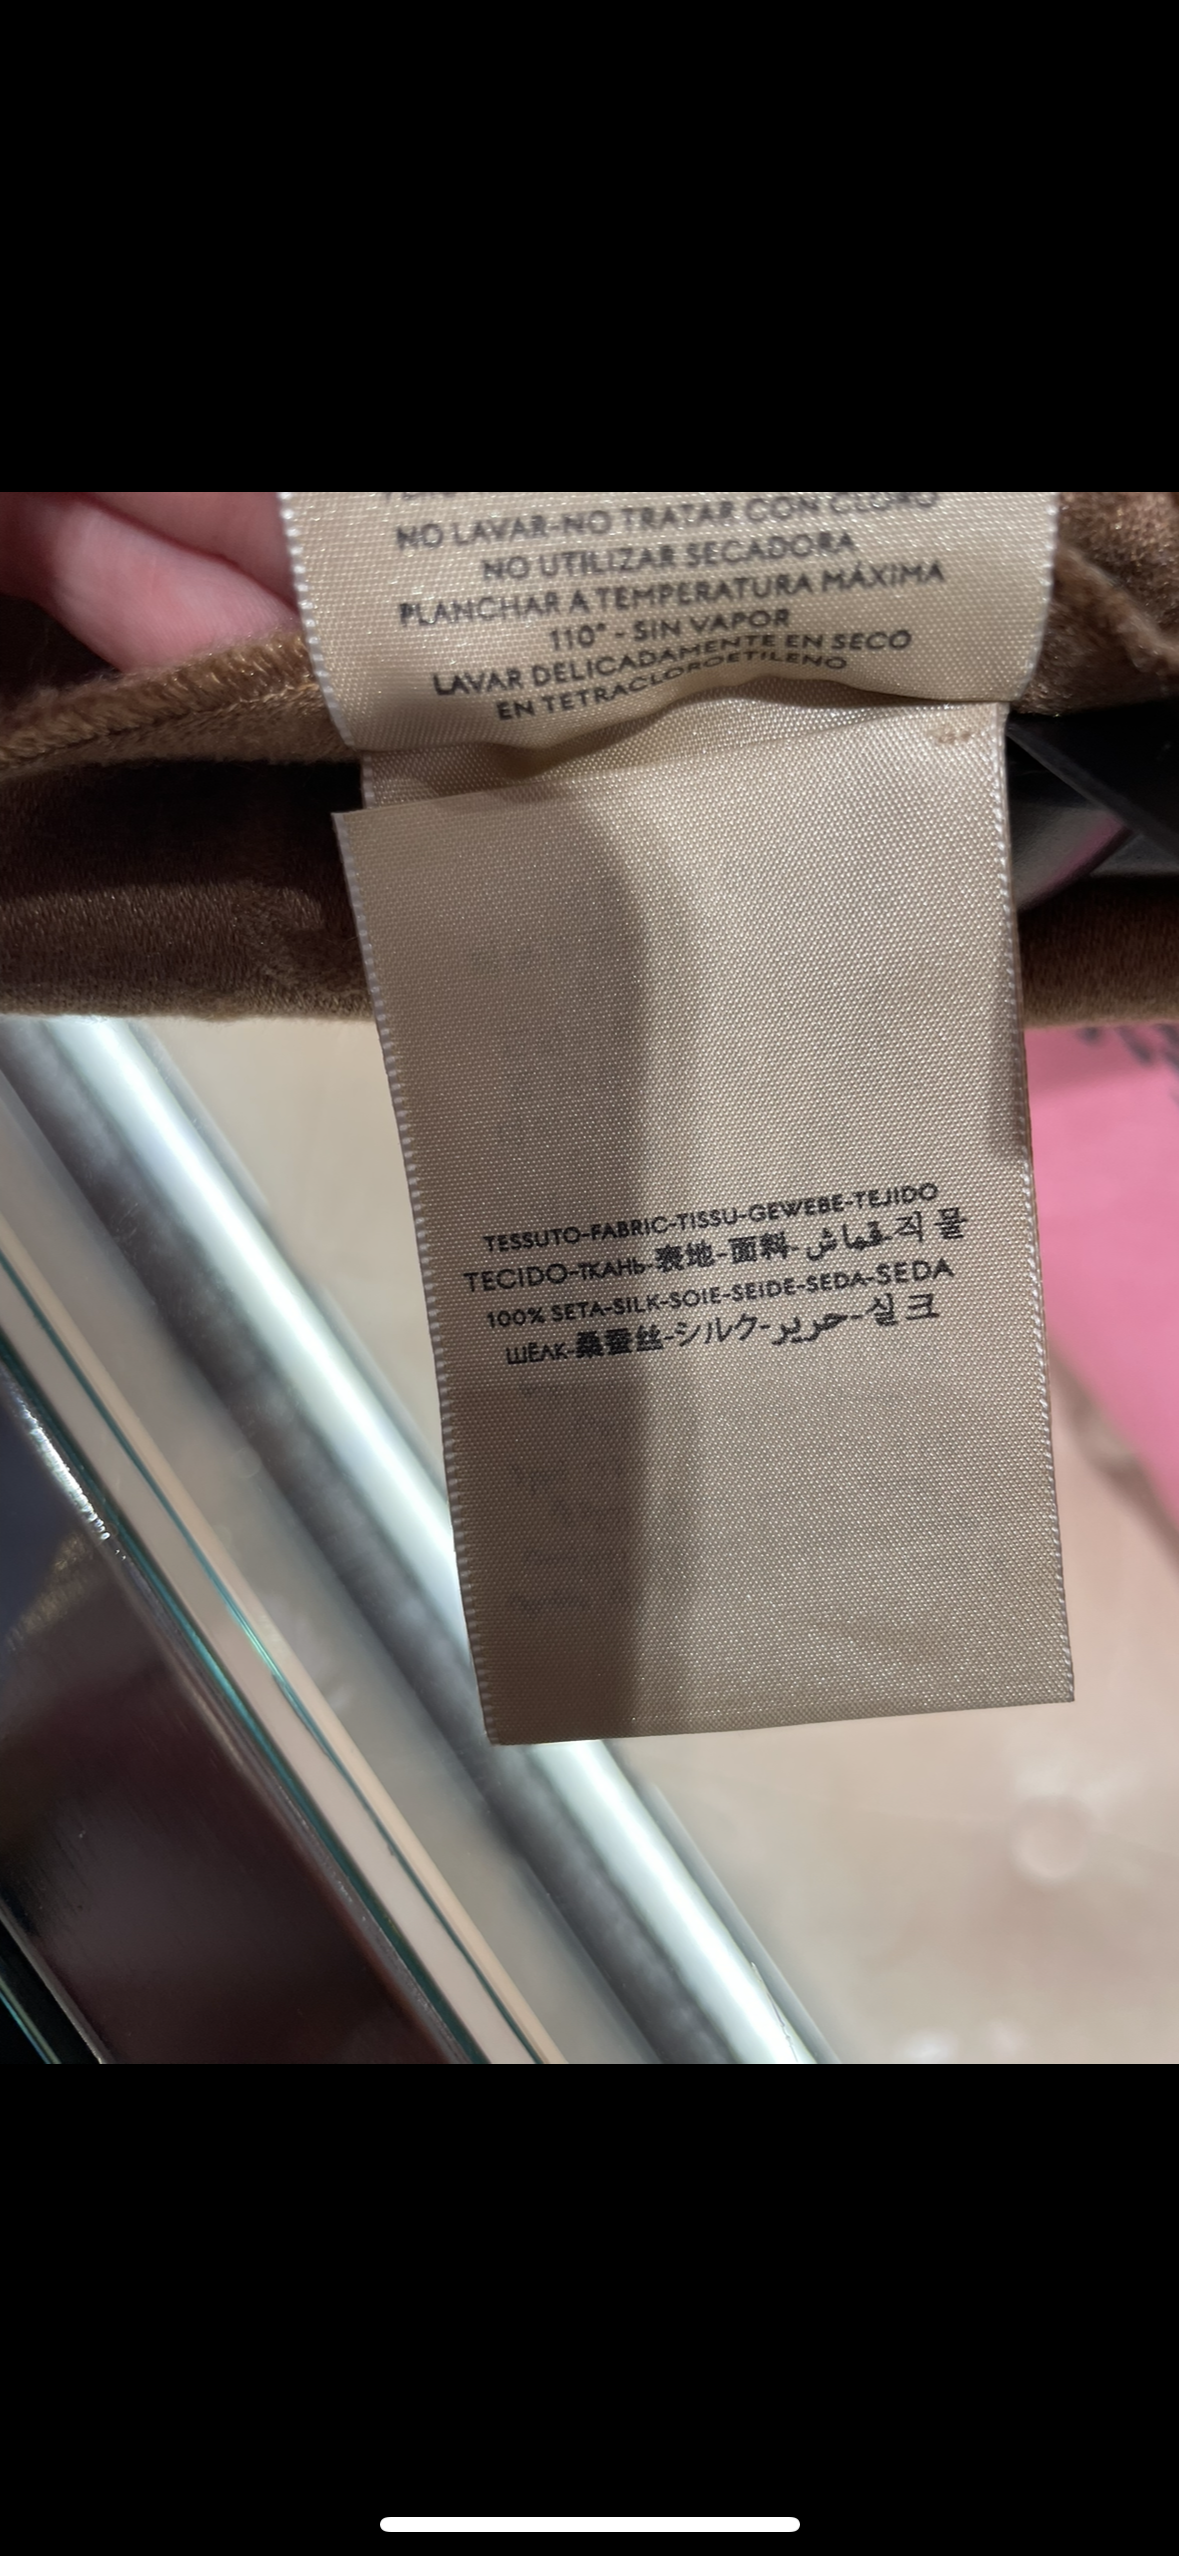 NO LAVAR-NO TRATAR CON CLORO
NO UTILIZAR SECADORA
PLANCHAR A TEMPERATURA MÁXIMA
110° - SIN VAPOR
LAVAR DELICADAMENTE EN SECO
EN TETRACLOROETILENO
TESSUTO-FABRIC-TISSU-GEWEBE-TEJIDO
TECIDO-ТКАНЬ-表地-面料-قماش-직물
100% SETA-SILK-SOIE-SEIDE-SEDA-SEDA
ШЁЛК-桑蚕丝-シルク-حرير-실크